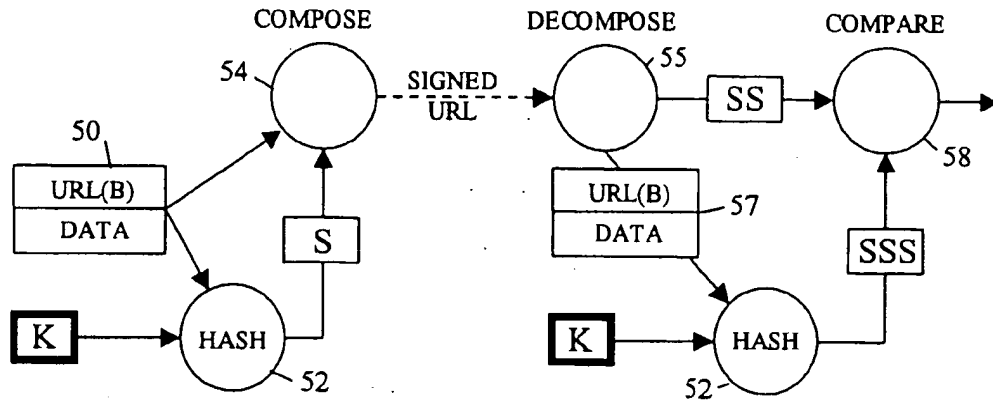 COMPOSE
DECOMPOSE
COMPARE
54
SIGNED
URL
55
SS
58
50
URL(B)
DATA
S
URL(B)
DATA
57
SSS
K
HASH
52
K
HASH
52